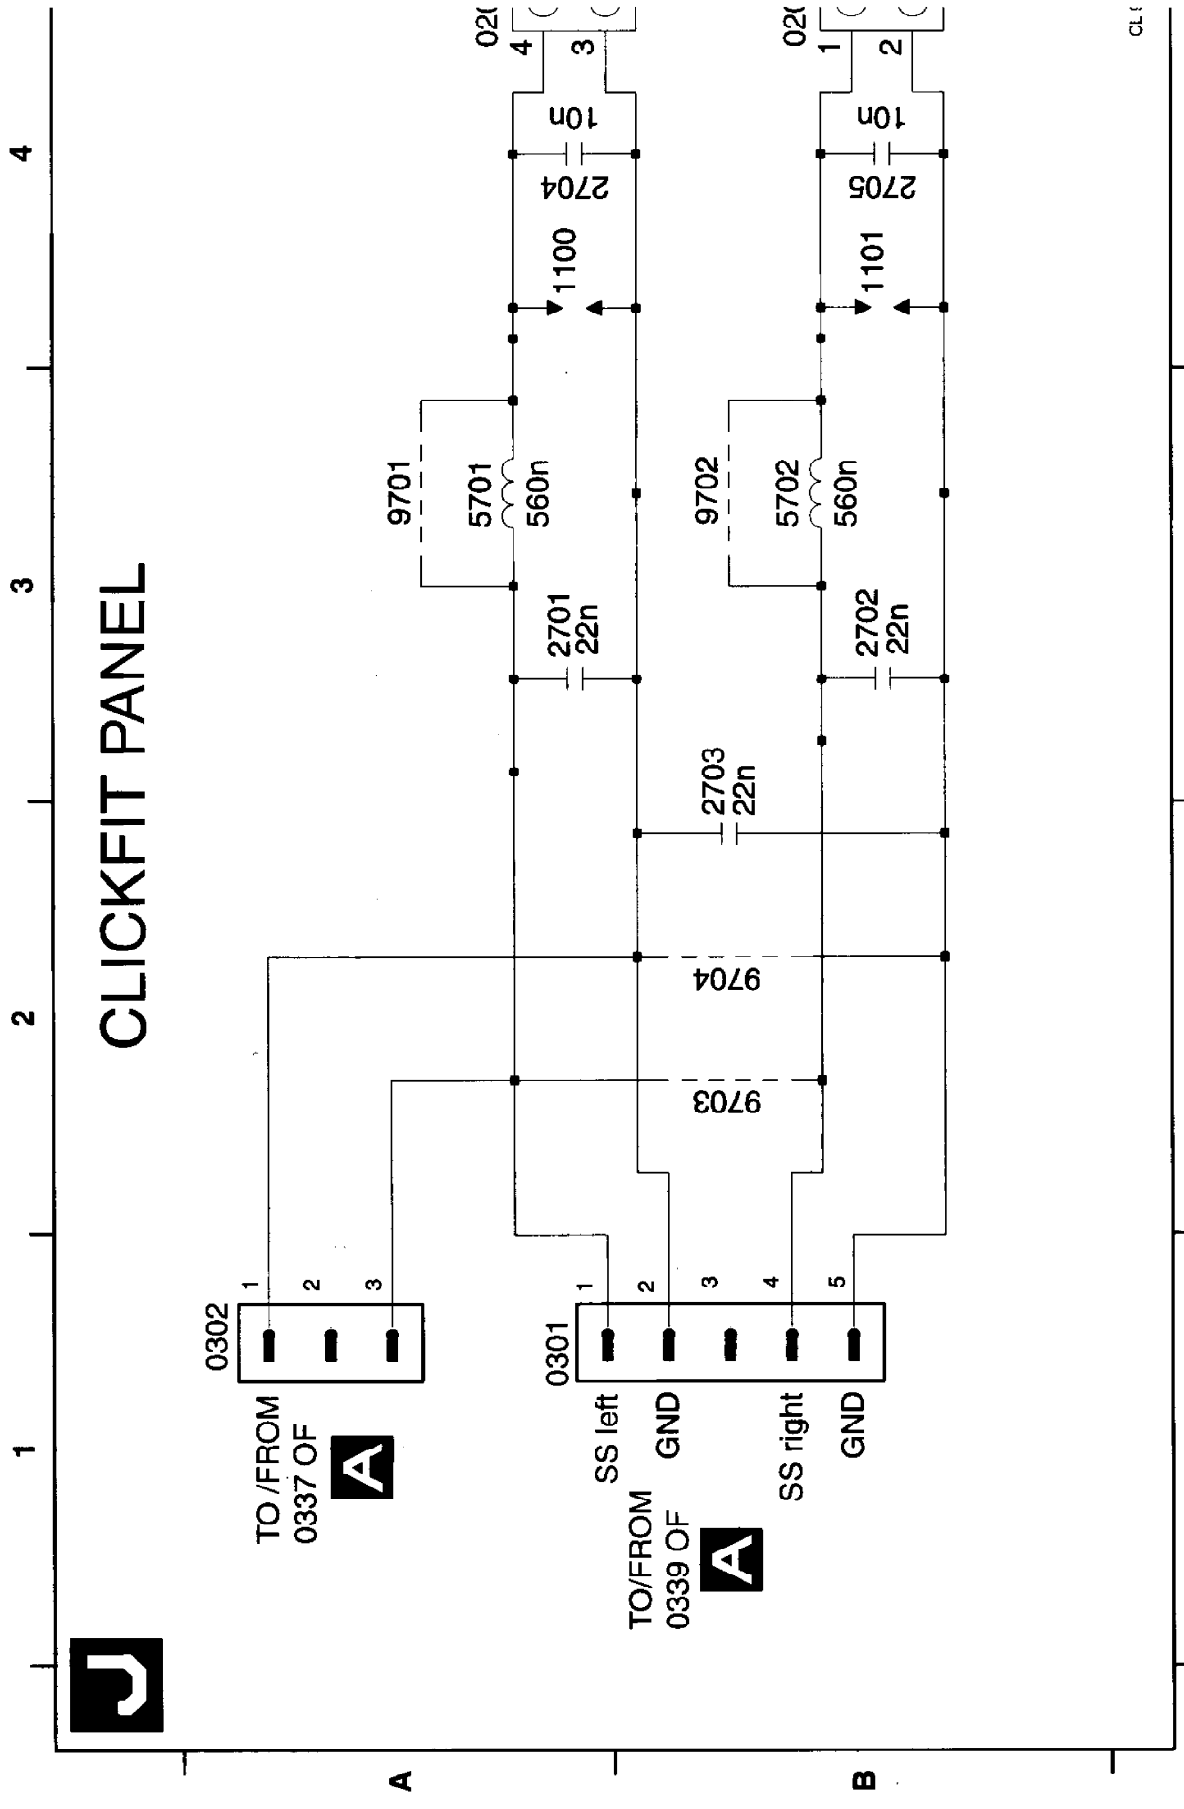 J
CLICKFIT PANEL
1
2
3
4
A
B
TO /FROM
0337 OF
A
0302
1
2
3
TO/FROM
0339 OF
A
0301
SS left
GND
SS right
GND
1
2
3
4
5
9703
9704
2703
22n
2701
22n
9701
5701
560n
1100
2704
10n
4
3
2702
22n
9702
5702
560n
1101
2705
10n
1
2